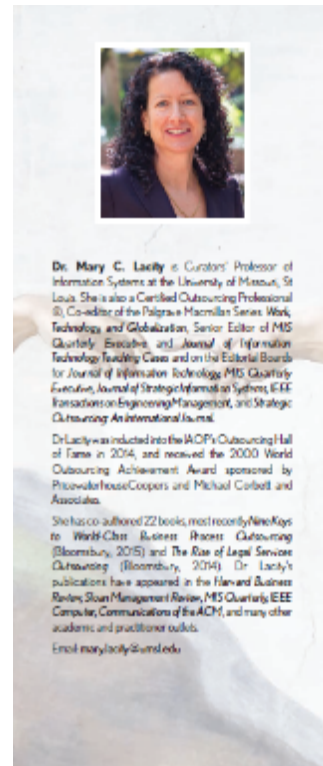 Dr. Mary C. Lacity is Curators' Professor of
Information Systems at the University of Missouri, St
Louis. She is also a Certified Outsourcing Professional
®, Co-editor of the Palgrave Macmillan Series: Work,
Technology and Globalization, Senior Editor of MIS
Quarterly Executive and Journal of Information
Technology Teaching Cases and on the Editorial Boards
for Journal of Information Technology, MIS Quarterly
Executive, Journal of Strategic Information Systems, IEEE
Transactions on Engineering Management, and Strategic
Outsourcing: An International Journal.
Dr Lacity was inducted into the IAOP's Outsourcing Hall
of Fame in 2014, and received the 2000 World
Outsourcing Achievement Award sponsored by
PricewaterhouseCoopers and Michael Corbett and
Associates.
She has co-authored 22 books, most recently Nine Keys
to World-Class Business Process Outsourcing
(Bloomsbury, 2015) and The Rise of Legal Services
Outsourcing (Bloomsbury, 2014). Dr Lacity's
publications have appeared in the Harvard Business
Review, Sloan Management Review, MIS Quarterly, IEEE
Computer, Communications of the ACM, and many other
academic and practitioner outlets.
Email: mary.lacity@umsl.edu